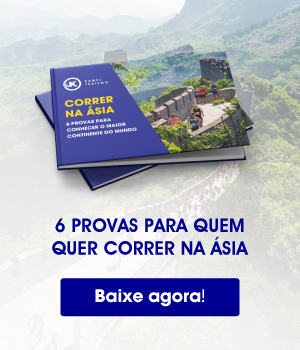 KAMEL
TURISMO
CORRER
NA ÁSIA
6 PROVAS PARA
CONHECER O MAIOR
CONTINENTE DO MUNDO
6 PROVAS PARA QUEM
QUER CORRER NA ÁSIA
Baixe agora!